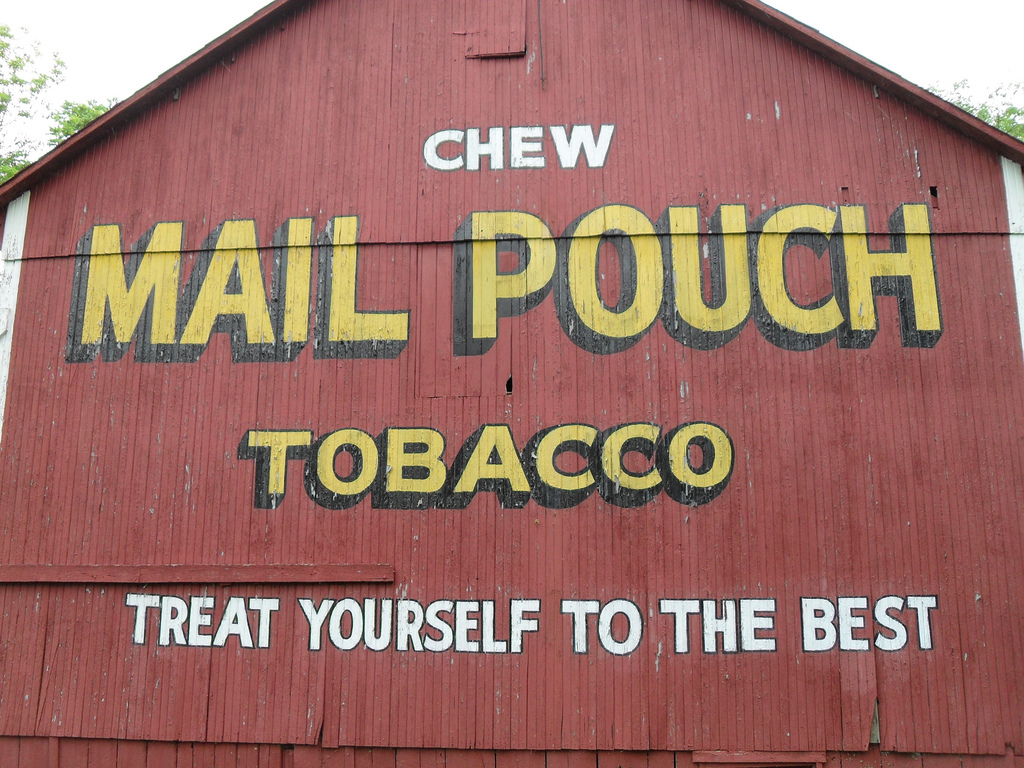 CHEW
MAIL POUCH
TOBACCO
TREAT YOURSELF TO THE BEST